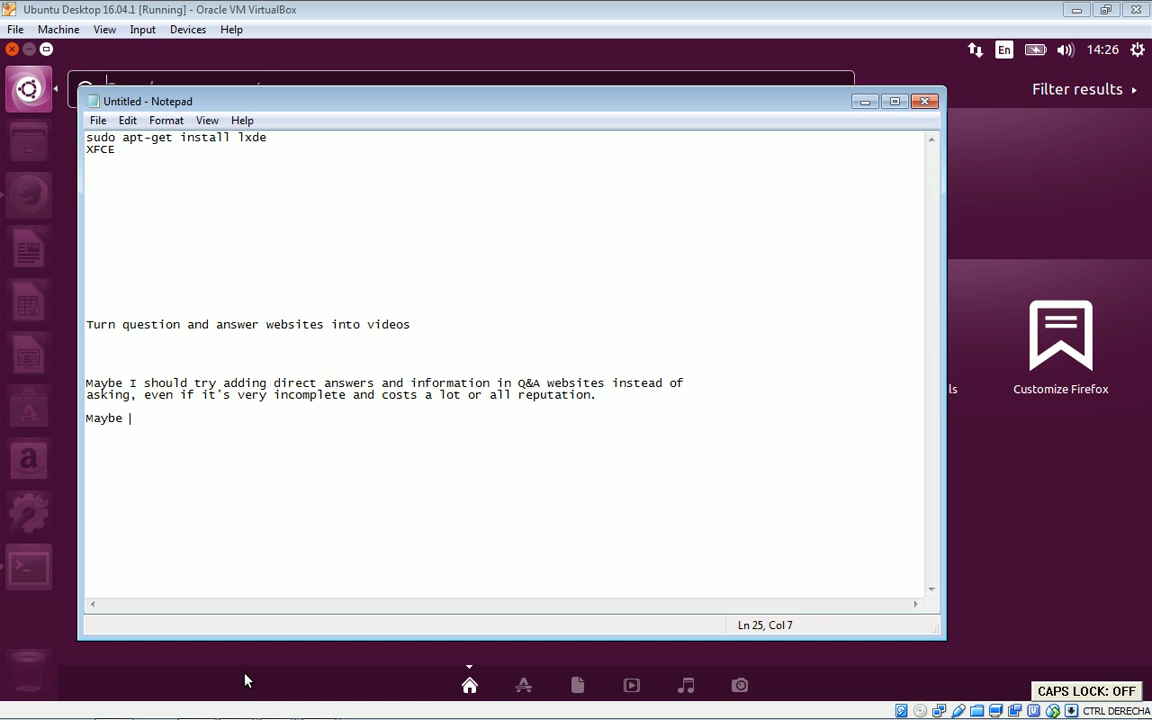 Ubuntu Desktop 16.04.1 [Running] - Oracle VM VirtualBox
File Machine View Input Devices Help
En 14:26
Filter results
Untitled - Notepad
File Edit Format View Help
sudo apt-get install lxde
XFCE
Turn question and answer websites into videos
Maybe I should try adding direct answers and information in Q&A websites instead of
asking, even if it's very incomplete and costs a lot or all reputation.
Maybe
ls
Customize Firefox
Ln 25, Col 7
CAPS LOCK: OFF
CTRL DERECHA